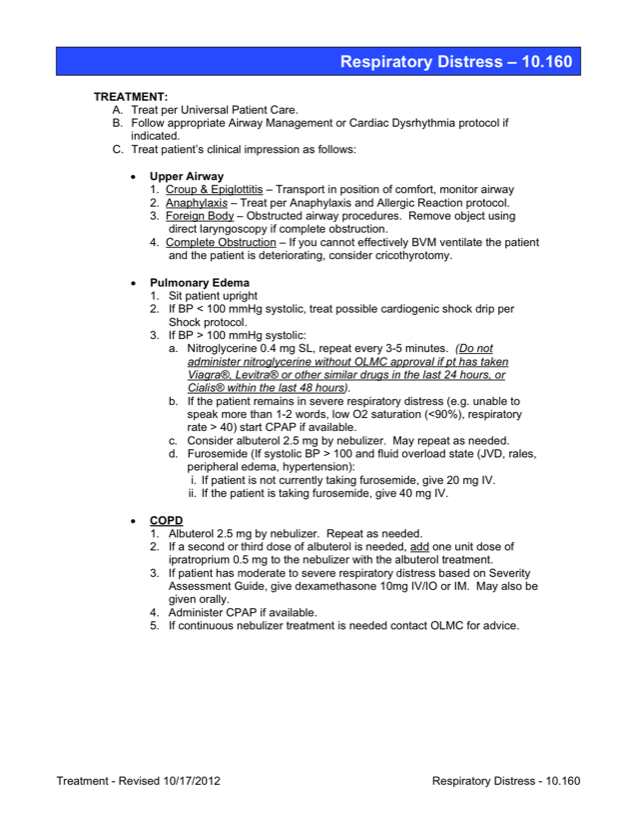 Respiratory Distress – 10.160
TREATMENT:
A. Treat per Universal Patient Care.
B. Follow appropriate Airway Management or Cardiac Dysrhythmia protocol if
indicated.
C. Treat patient's clinical impression as follows:
• Upper Airway
1. Croup & Epiglottitis – Transport in position of comfort, monitor airway
2. Anaphylaxis – Treat per Anaphylaxis and Allergic Reaction protocol.
3. Foreign Body – Obstructed airway procedures. Remove object using
direct laryngoscopy if complete obstruction.
4. Complete Obstruction – If you cannot effectively BVM ventilate the patient
and the patient is deteriorating, consider cricothyrotomy.
• Pulmonary Edema
1. Sit patient upright
2. If BP < 100 mmHg systolic, treat possible cardiogenic shock drip per
Shock protocol.
3. If BP > 100 mmHg systolic:
a. Nitroglycerine 0.4 mg SL, repeat every 3-5 minutes. (Do not
administer nitroglycerine without OLMC approval if pt has taken
Viagra®, Levitra® or other similar drugs in the last 24 hours, or
Cialis® within the last 48 hours).
b. If the patient remains in severe respiratory distress (e.g. unable to
speak more than 1-2 words, low O2 saturation (<90%), respiratory
rate > 40) start CPAP if available.
c. Consider albuterol 2.5 mg by nebulizer. May repeat as needed.
d. Furosemide (If systolic BP > 100 and fluid overload state (JVD, rales,
peripheral edema, hypertension):
i. If patient is not currently taking furosemide, give 20 mg IV.
ii. If the patient is taking furosemide, give 40 mg IV.
• COPD
1. Albuterol 2.5 mg by nebulizer. Repeat as needed.
2. If a second or third dose of albuterol is needed, add one unit dose of
ipratroprium 0.5 mg to the nebulizer with the albuterol treatment.
3. If patient has moderate to severe respiratory distress based on Severity
Assessment Guide, give dexamethasone 10mg IV/IO or IM. May also be
given orally.
4. Administer CPAP if available.
5. If continuous nebulizer treatment is needed contact OLMC for advice.
Treatment - Revised 10/17/2012
Respiratory Distress - 10.160